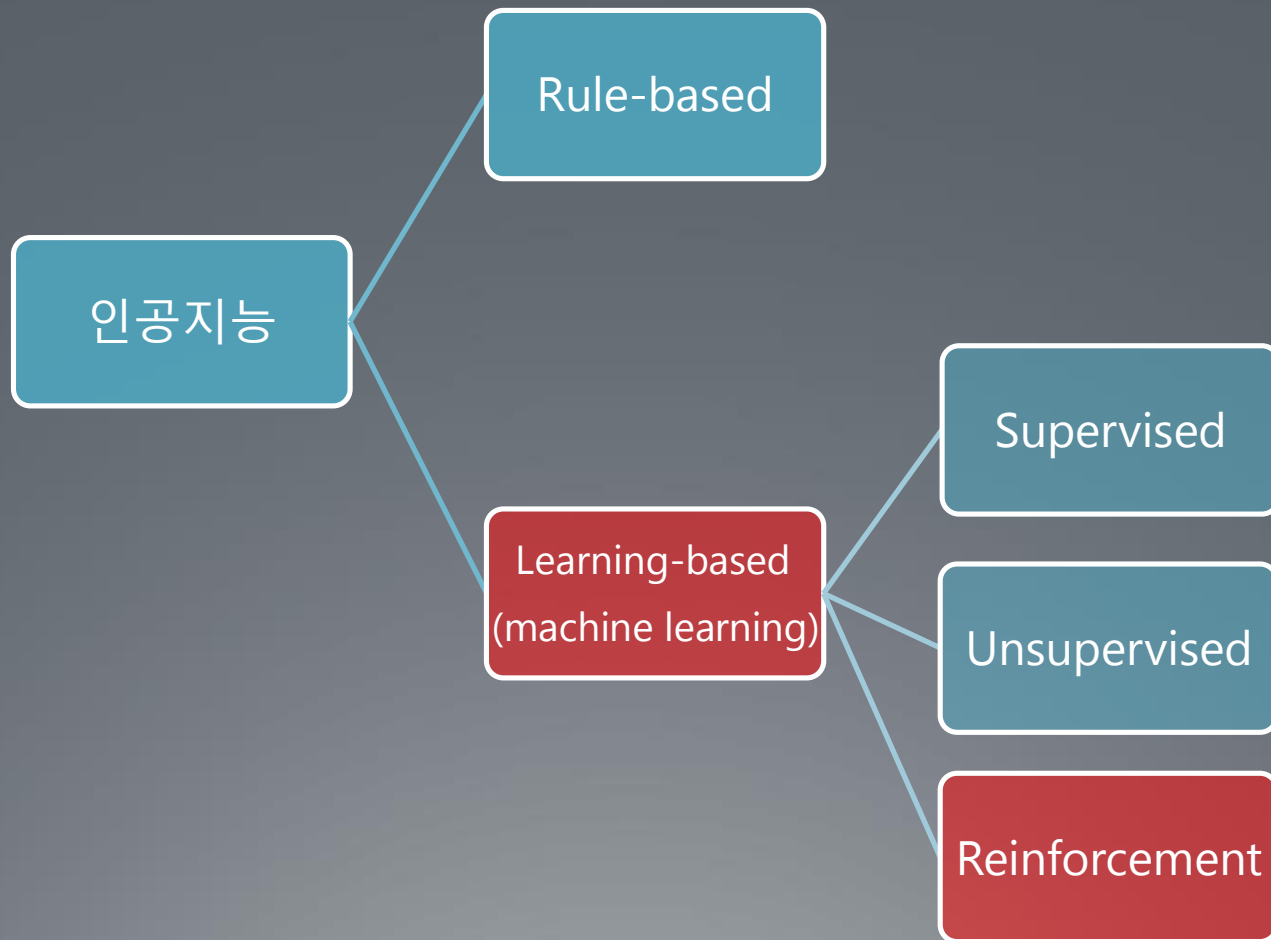 Rule-based
인공지능
Supervised
Learning-based
(machine learning)
Unsupervised
Reinforcement